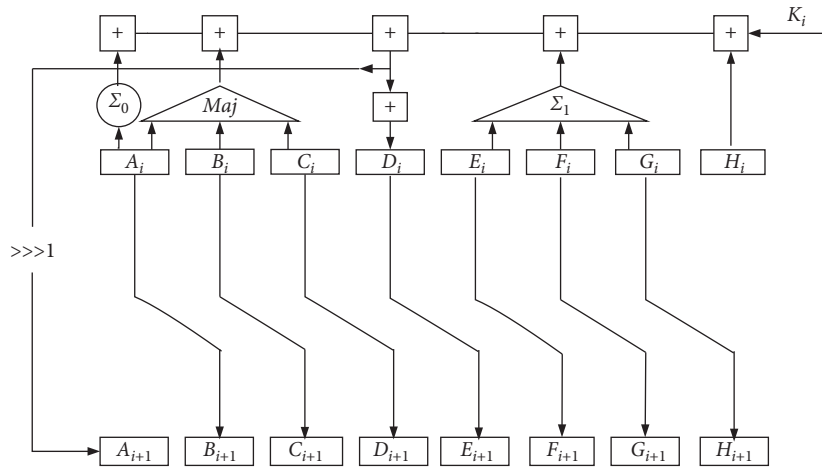 K_i
+ + + + +
Σ_0 Maj + Σ_1
A_i B_i C_i D_i E_i F_i G_i H_i
>>>1
A_{i+1} B_{i+1} C_{i+1} D_{i+1} E_{i+1} F_{i+1} G_{i+1} H_{i+1}